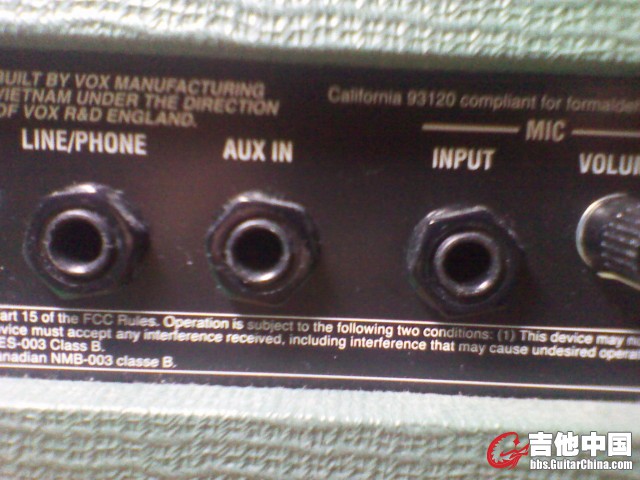 BUILT BY VOX MANUFACTURING
VIETNAM UNDER THE DIRECTION
OF VOX R&D ENGLAND.
California 93120 compliant for formalde
MIC
LINE/PHONE
AUX IN
INPUT
VOLUM
art 15 of the FCC Rules. Operation is subject to the following two conditions: (1) This device may no
evice must accept any interference received, including interference that may cause undesired opera
ES-003 Class B.
anadian NMB-003 classe B.
吉他中国
bbs.GuitarChina.com